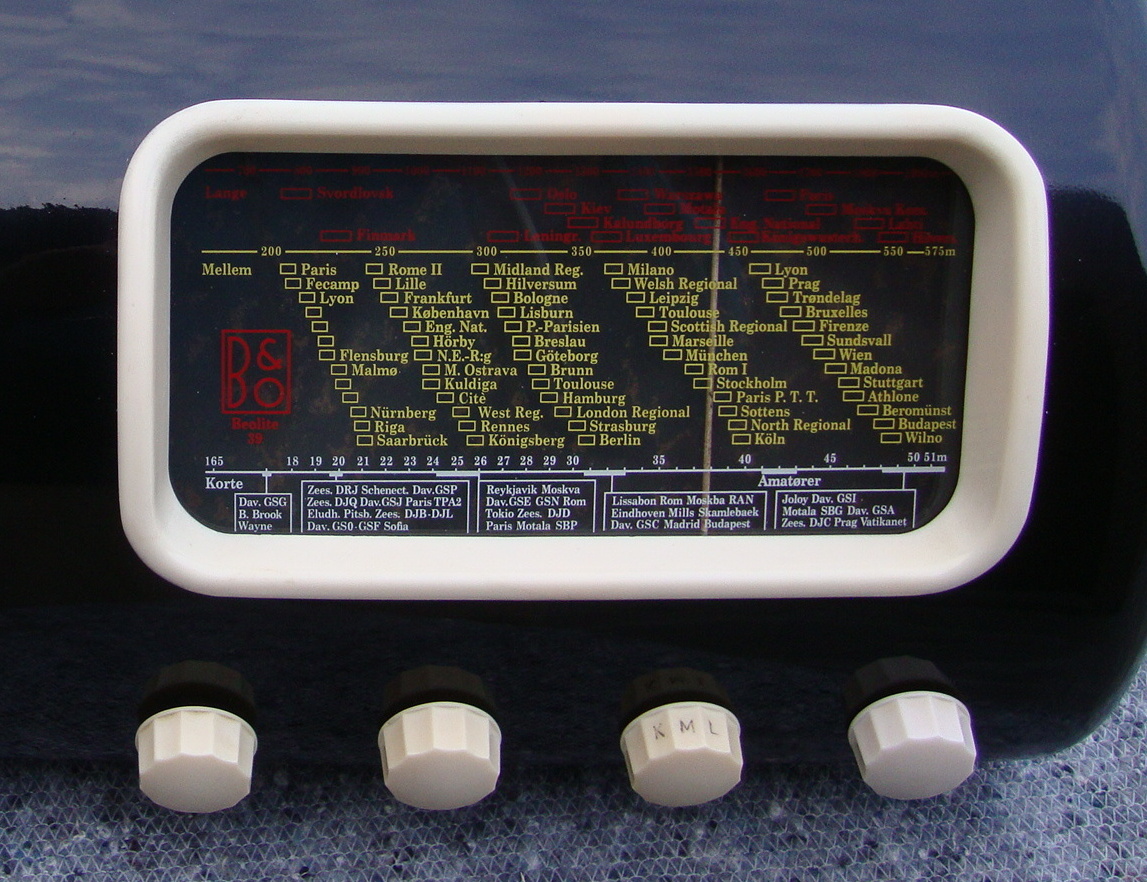 Lange Svordlovsk Oslo Warszawa
Kiev Motala Moskva Kom.
Kalundborg Eng. National Lahti
Finmark Leningr. Luxembourg
200 250 300 350 400 450 500 550 575m
Mellem Paris Rome II Midland Reg. Milano Lyon
Fecamp Lille Hilversum Welsh Regional Prag
Lyon Frankfurt Bologne Leipzig Trøndelag
København Lisburn Toulouse Bruxelles
Eng. Nat. P.-Parisien Scottish Regional Firenze
Hörby Breslau Marseille Sundsvall
Flensburg N.E.-R:g Göteborg München Wien
Malmø M. Ostrava Brunn Rom I Madona
Kuldiga Toulouse Stockholm Stuttgart
Cité Hamburg Paris P. T. T. Athlone
Nürnberg West Reg. London Regional Sottens Beromünst
Riga Rennes Strasburg North Regional Budapest
Saarbrück Königsberg Berlin Köln Wilno
B&O
Beolite
39
165 18 19 20 21 22 23 24 25 26 27 28 29 30 35 40 45 50 51m
Korte Amatører
Dav. GSG
B. Brook
Wayne
Zees. DRJ Schenect. Dav.GSP
Zees. DJQ Dav.GSJ Paris TPA2
Eludh. Pitsb. Zees. DJB-DJL
Dav. GSO GSF Sofia
Reykjavik Moskva
Dav.GSE GSN Rom
Tokio Zees. DJD
Paris Motala SBP
Lissabon Rom Moskba RAN
Eindhoven Mills Skamlebaek
Dav. GSC Madrid Budapest
Joloy Dav. GSI
Motala SBG Dav. GSA
Zees. DJC Prag Vatikanet
K M L